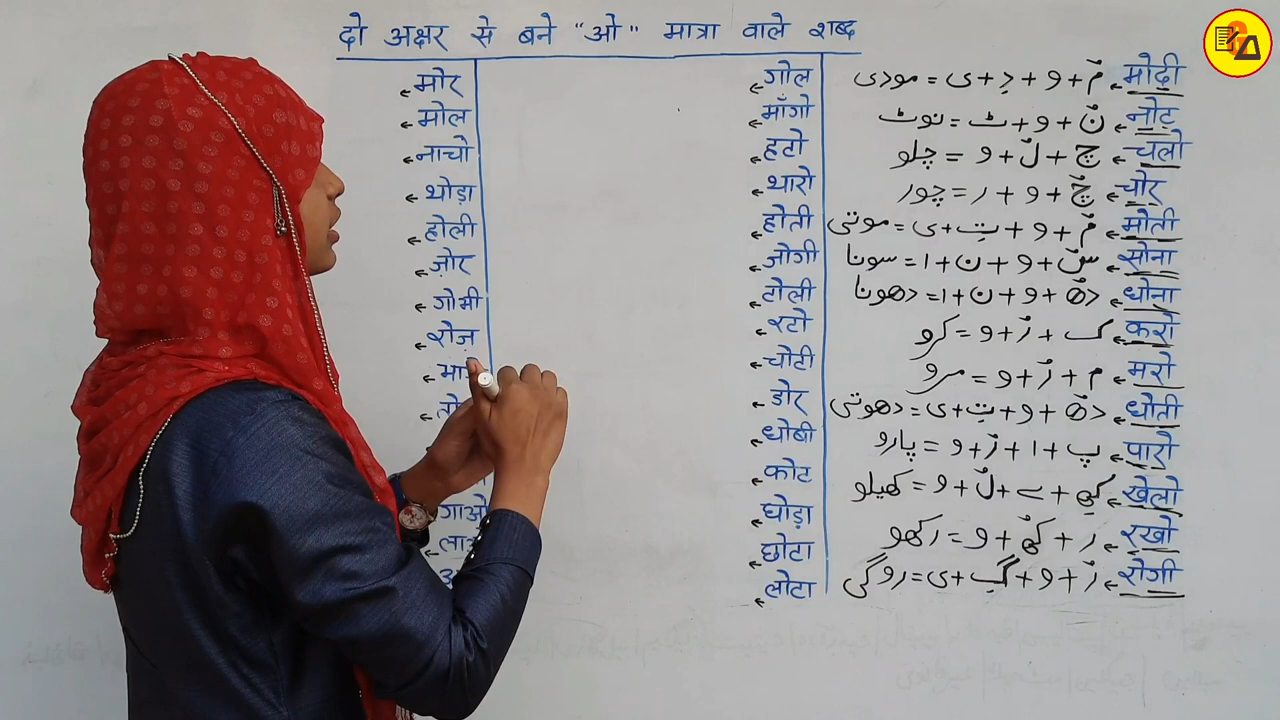 दो अक्षर से बने "ओ" मात्रा वाले शब्द
मोदी ← مٚ + و + دِ + ی = مودی
नोट ← نٚ + و + ٹ = نوٹ
चलो ← چ + لٚ + و = چلو
चोर ← چٚ + و + ر = چور
मोती ← مٚ + و + تِ + ی = موتی
सोना ← سٚ + و + ن + ا = سونا
धोना ← دھٚ + و + ن + ا = دھونا
करो ← ک + رٚ + و = کرو
मरो ← م + رٚ + و = مرو
धोती ← دھٚ + و + تِ + ی = دھوتی
पारो ← پ + ا + رٚ + و = پارو
खेलो ← کھِ + ے + لٚ + و = کھیلو
रखो ← ر + کھٚ + و = رکھو
रोगी ← رٚ + و + گِ + ی = روگی
गोल ←
माँगो ←
हटो ←
थारो ←
होती ←
जोगी ←
टोली ←
रटो ←
चोटी ←
डोर ←
धोबी ←
कोट ←
घोड़ा ←
छोटा ←
लोटा ←
मोर ←
मोल ←
नाचो ←
थोड़ा ←
होली ←
ज़ोर ←
गोभी ←
रोज़ ←
गाओ